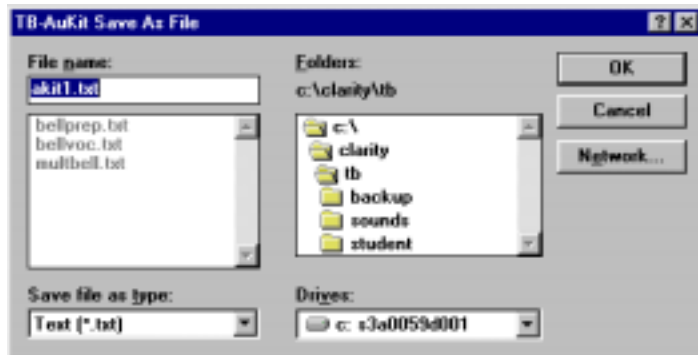 TB-AuKit Save As File
File name:
akit1.txt
bellprep.txt
bellvoc.txt
multbell.txt
Save file as type:
Text (*.txt)
Folders:
c:\clarity\tb
c:\
clarity
tb
backup
sounds
student
Drives:
c: s3a0059d001
OK
Cancel
Network...